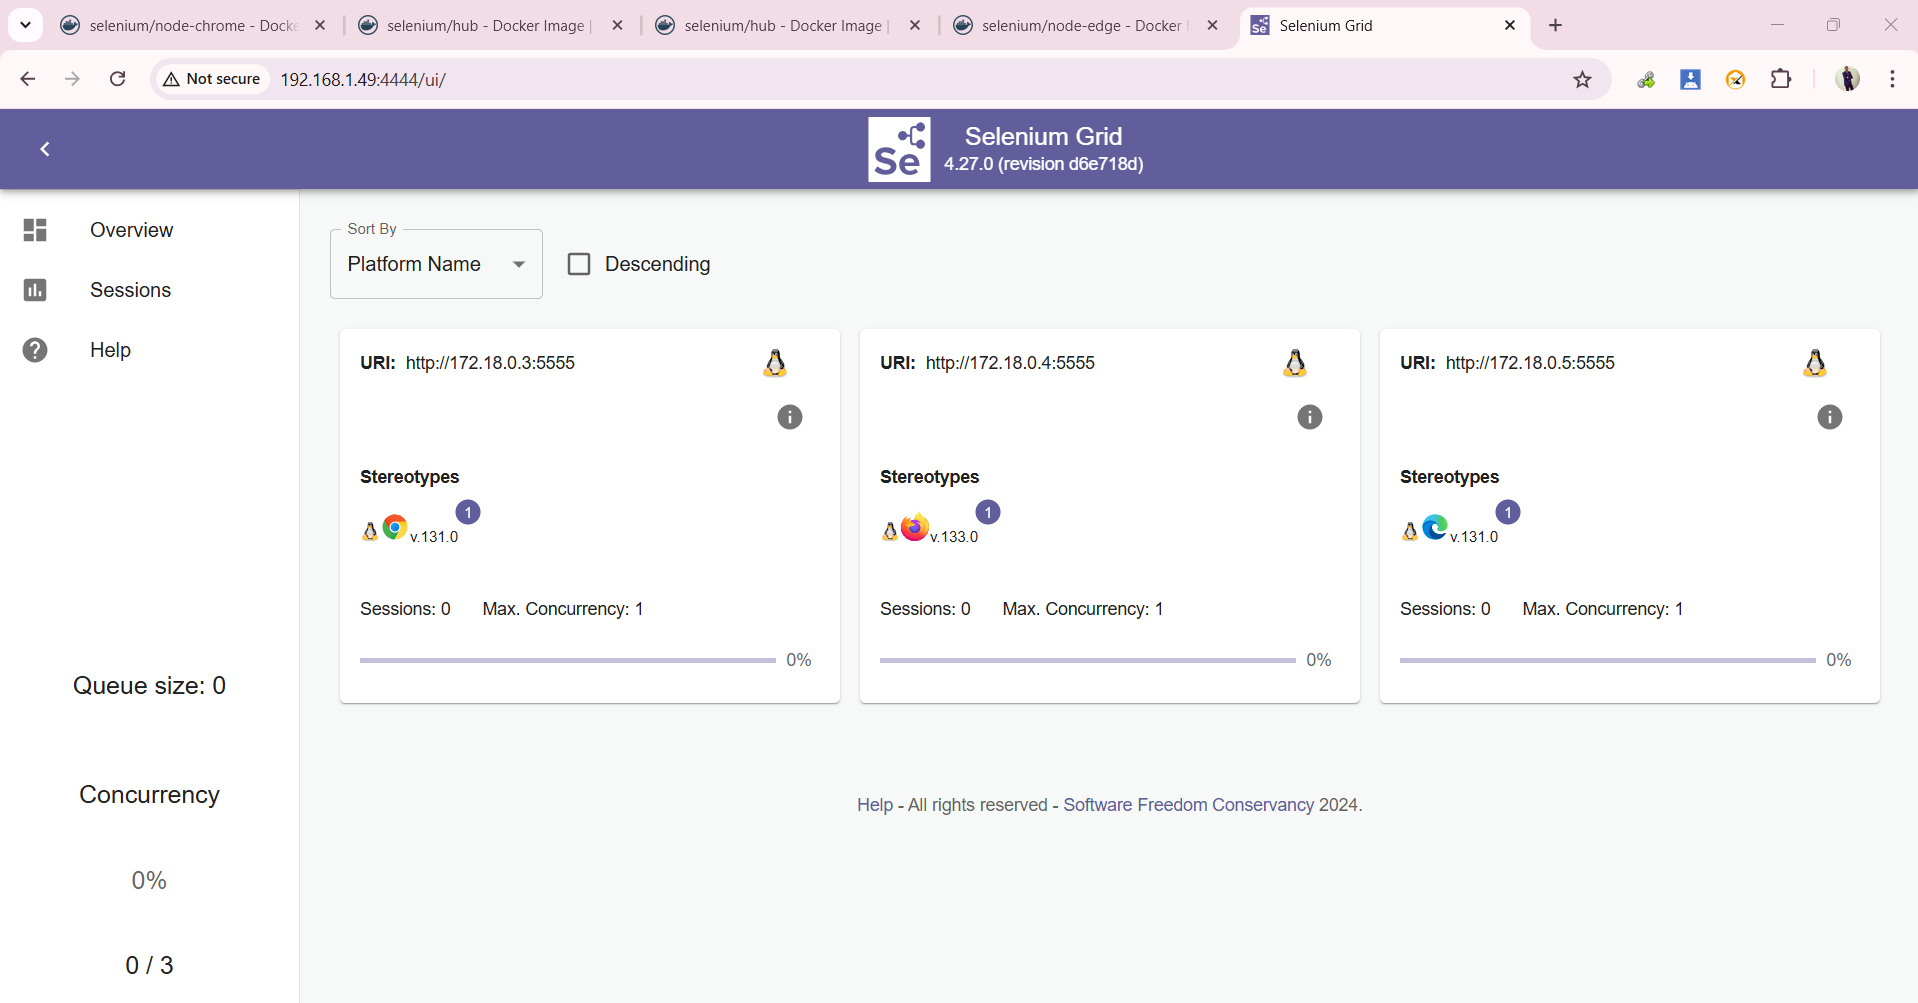 selenium/node-chrome - Docke
selenium/hub - Docker Image |
selenium/hub - Docker Image |
selenium/node-edge - Docker I
Selenium Grid
Not secure
192.168.1.49:4444/ui/
Se
Selenium Grid
4.27.0 (revision d6e718d)
Overview
Sessions
Help
Queue size: 0
Concurrency
0%
0 / 3
Sort By
Platform Name
Descending
URI: http://172.18.0.3:5555
Stereotypes
1
v.131.0
Sessions: 0 Max. Concurrency: 1
0%
URI: http://172.18.0.4:5555
Stereotypes
1
v.133.0
Sessions: 0 Max. Concurrency: 1
0%
URI: http://172.18.0.5:5555
Stereotypes
1
v.131.0
Sessions: 0 Max. Concurrency: 1
0%
Help - All rights reserved - Software Freedom Conservancy 2024.